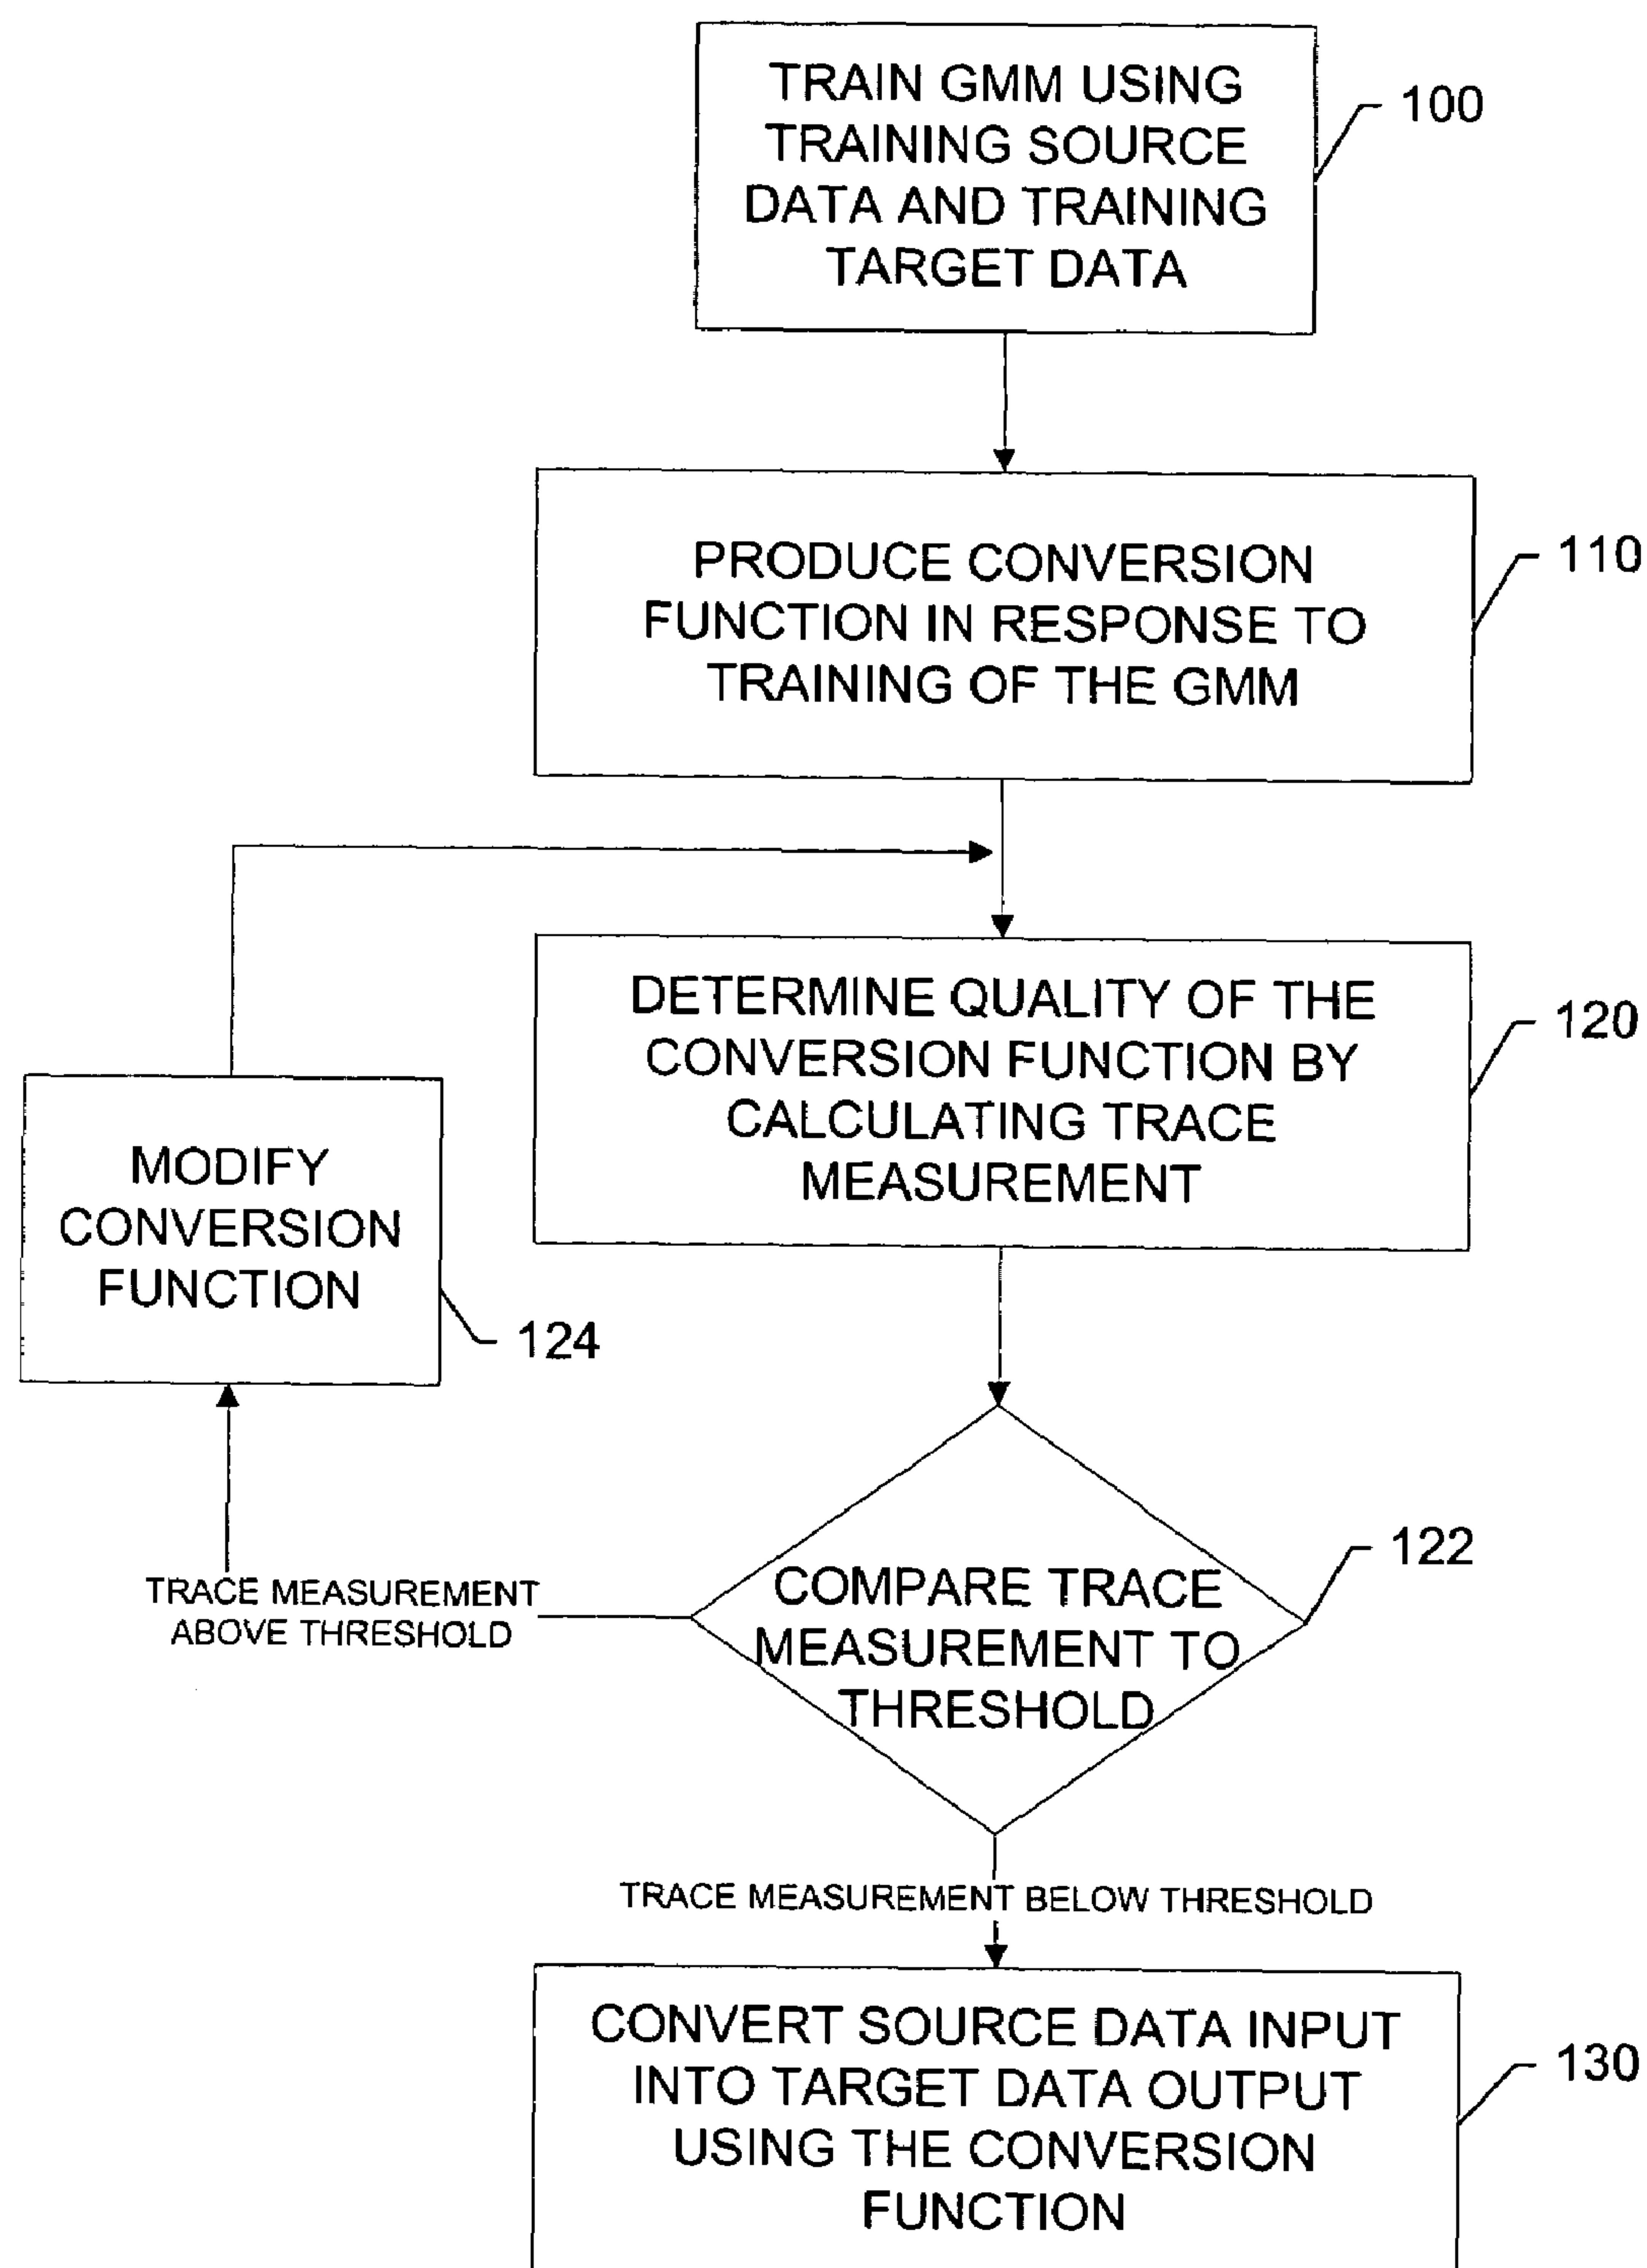 TRAIN GMM USING
TRAINING SOURCE
DATA AND TRAINING
TARGET DATA
100
PRODUCE CONVERSION
FUNCTION IN RESPONSE TO
TRAINING OF THE GMM
110
DETERMINE QUALITY OF THE
CONVERSION FUNCTION BY
CALCULATING TRACE
MEASUREMENT
120
MODIFY
CONVERSION
FUNCTION
124
COMPARE TRACE
MEASUREMENT TO
THRESHOLD
122
TRACE MEASUREMENT
ABOVE THRESHOLD
TRACE MEASUREMENT BELOW THRESHOLD
CONVERT SOURCE DATA INPUT
INTO TARGET DATA OUTPUT
USING THE CONVERSION
FUNCTION
130